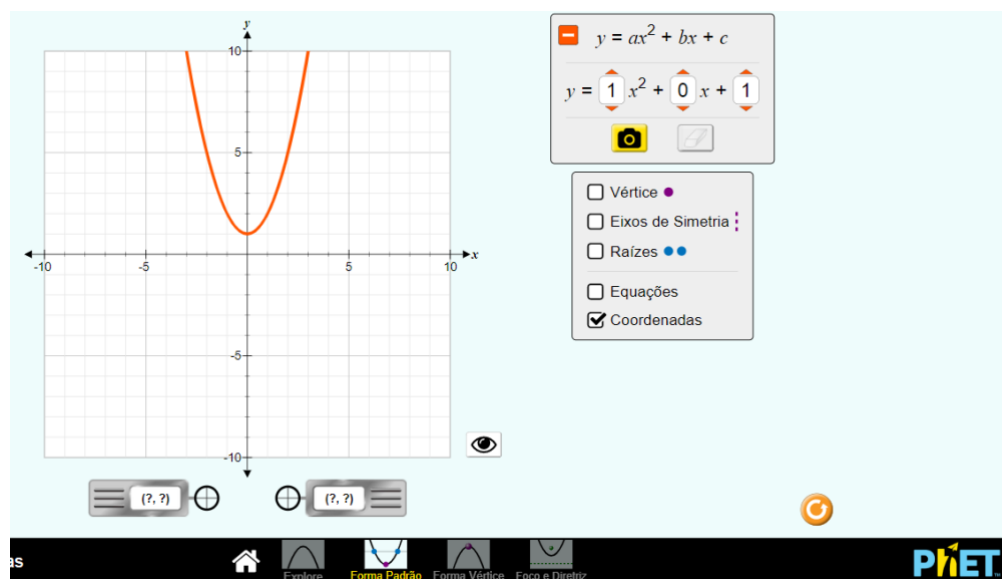 y
10
5
-10
-5
5
10
x
-5
-10
(?, ?)
(?, ?)
y = ax² + bx + c
y = 1 x² + 0 x + 1
Vértice
Eixos de Simetria
Raízes
Equações
Coordenadas
as
Explore
Forma Padrão
Forma Vértice
Foco e Diretriz
PhET